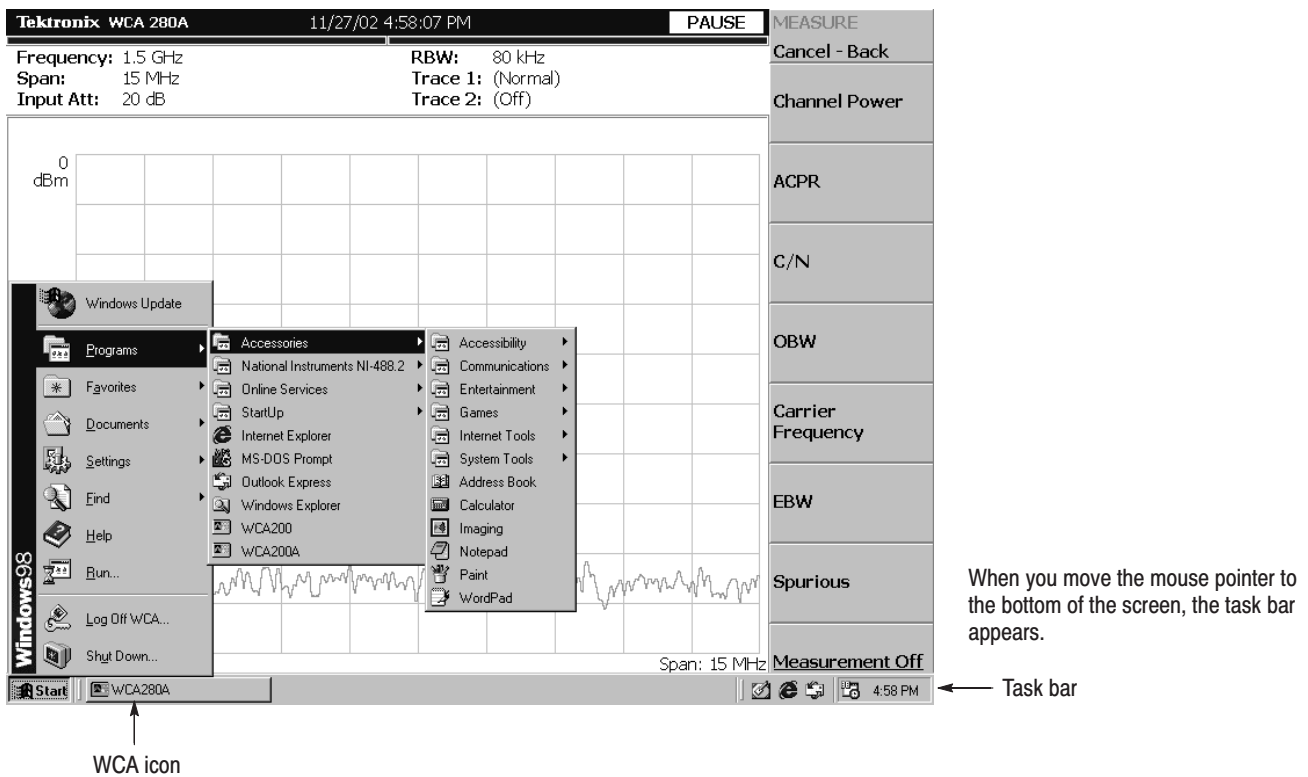 Tektronix WCA 280A 11/27/02 4:58:07 PM PAUSE
Frequency: 1.5 GHz
Span: 15 MHz
Input Att: 20 dB
RBW: 80 kHz
Trace 1: (Normal)
Trace 2: (Off)
MEASURE
Cancel - Back
Channel Power
ACPR
C/N
OBW
Carrier
Frequency
EBW
Spurious
Measurement Off
0
dBm
Windows Update
Programs
Favorites
Documents
Settings
Find
Help
Run...
Log Off WCA...
Shut Down...
Windows98
Accessories
National Instruments NI-488.2
Online Services
StartUp
Internet Explorer
MS-DOS Prompt
Outlook Express
Windows Explorer
WCA200
WCA200A
Accessibility
Communications
Entertainment
Games
Internet Tools
System Tools
Address Book
Calculator
Imaging
Notepad
Paint
WordPad
Span: 15 MHz
Start WCA280A 4:58 PM
When you move the mouse pointer to
the bottom of the screen, the task bar
appears.
Task bar
WCA icon